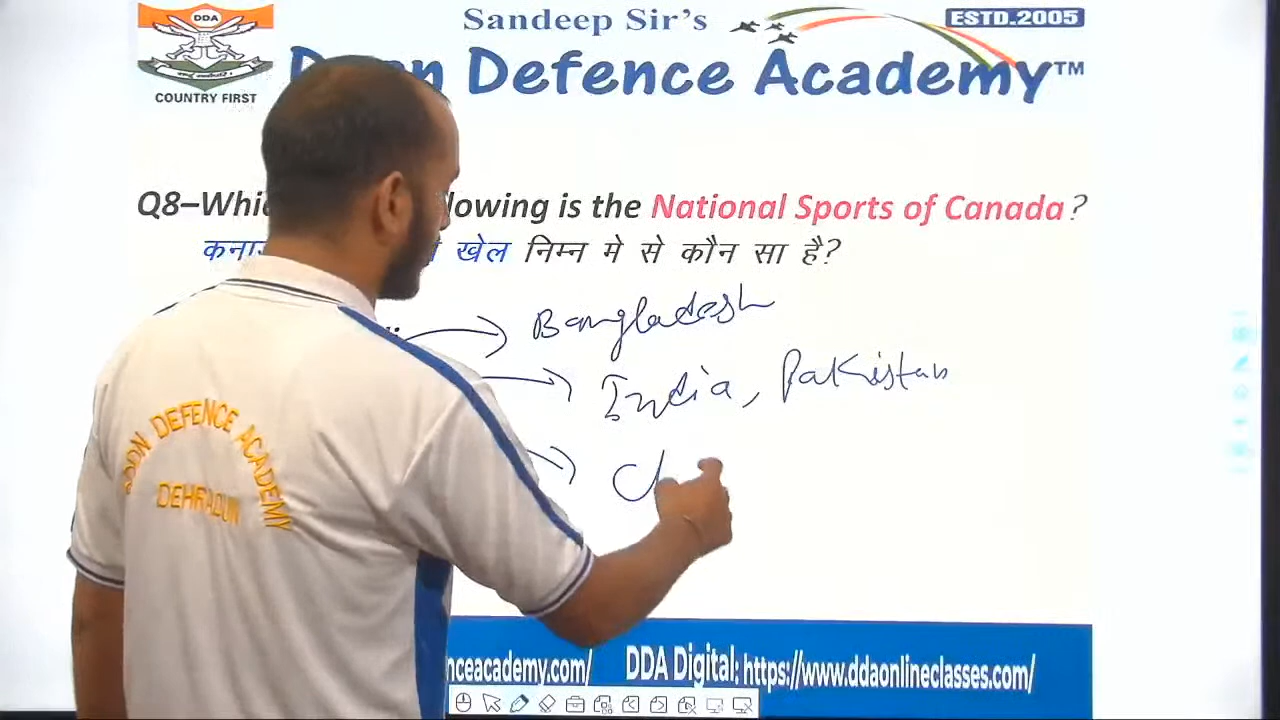 DDA
COUNTRY FIRST
Sandeep Sir's
ESTD.2005
Defence Academy™
Q8–Whi lowing is the National Sports of Canada?
खेल निम्न मे से कौन सा है?
Bangladesh
India, Pakistan
DDN DEFENCE ACADEMY
DEHRADUN
nceacademy.com/ DDA Digital: https://www.ddaonlineclasses.com/